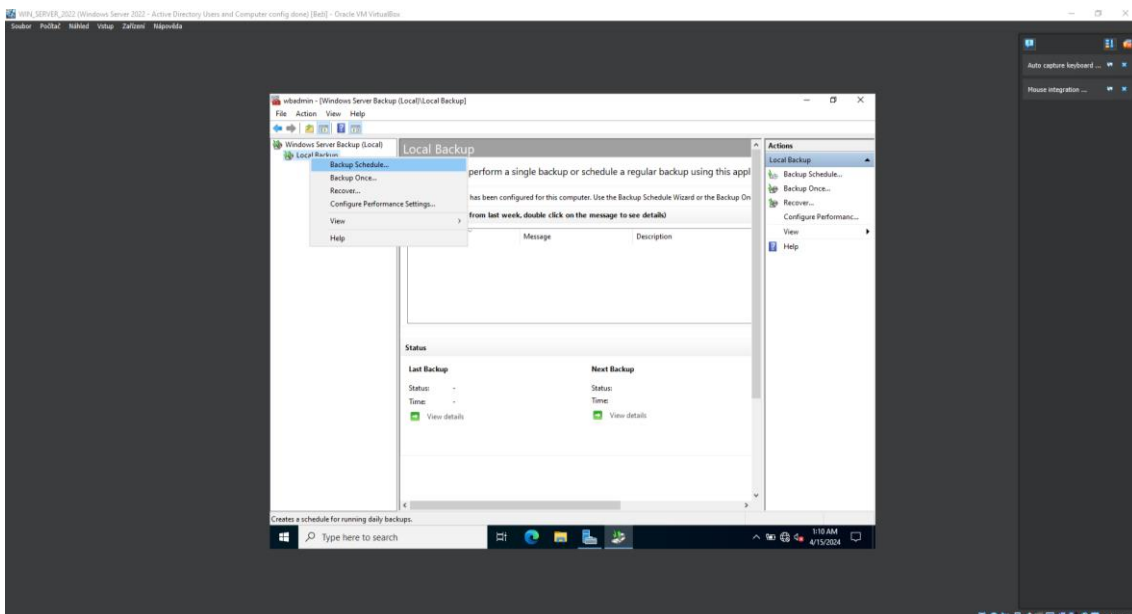 WIN_SERVER_2022 (Windows Server 2022 - Active Directory Users and Computer config done) [Beží] - Oracle VM VirtualBox
Soubor Počítač Náhled Vstup Zařízení Nápověda
Auto capture keyboard ...
Mouse integration ...
wbadmin - [Windows Server Backup (Local)\Local Backup]
File Action View Help
Windows Server Backup (Local)
Local Backup
Backup Schedule...
Backup Once...
Recover...
Configure Performance Settings...
View
Help
Local Backup
perform a single backup or schedule a regular backup using this appl
has been configured for this computer. Use the Backup Schedule Wizard or the Backup On
from last week, double click on the message to see details)
Message Description
Status
Last Backup Next Backup
Status: - Status:
Time: - Time:
View details View details
Actions
Local Backup
Backup Schedule...
Backup Once...
Recover...
Configure Performanc...
View
Help
Creates a schedule for running daily backups.
Type here to search
1:10 AM
4/15/2024